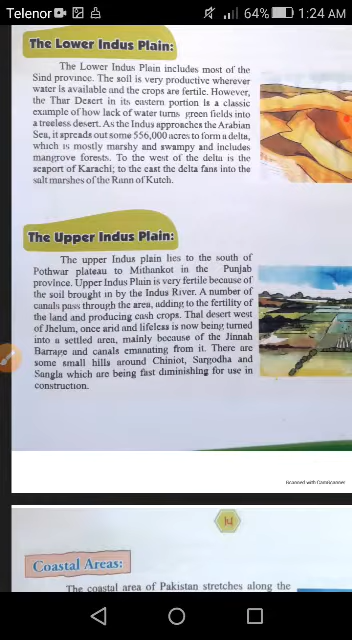 Telenor 64% 1:24 AM
The Lower Indus Plain:
The Lower Indus Plain includes most of the
Sind province. The soil is very productive wherever
water is available and the crops are fertile. However,
the Thar Desert in its eastern portion is a classic
example of how lack of water turns green fields into
a treeless desert. As the Indus approaches the Arabian
Sea, it spreads out some 556,000 acres to form a delta,
which is mostly marshy and swampy and includes
mangrove forests. To the west of the delta is the
seaport of Karachi; to the east the delta fans into the
salt marshes of the Rann of Kutch.
The Upper Indus Plain:
The upper Indus plain lies to the south of
Pothwar plateau to Mithankot in the Punjab
province. Upper Indus Plain is very fertile because of
the soil brought in by the Indus River. A number of
canals pass through the area, adding to the fertility of
the land and producing cash crops. Thal desert west
of Jhelum, once arid and lifeless is now being turned
into a settled area, mainly because of the Jinnah
Barrage and canals emanating from it. There are
some small hills around Chiniot, Sargodha and
Sangla which are being fast diminishing for use in
construction.
Scanned with CamScanner
14
Coastal Areas:
The coastal area of Pakistan stretches along the